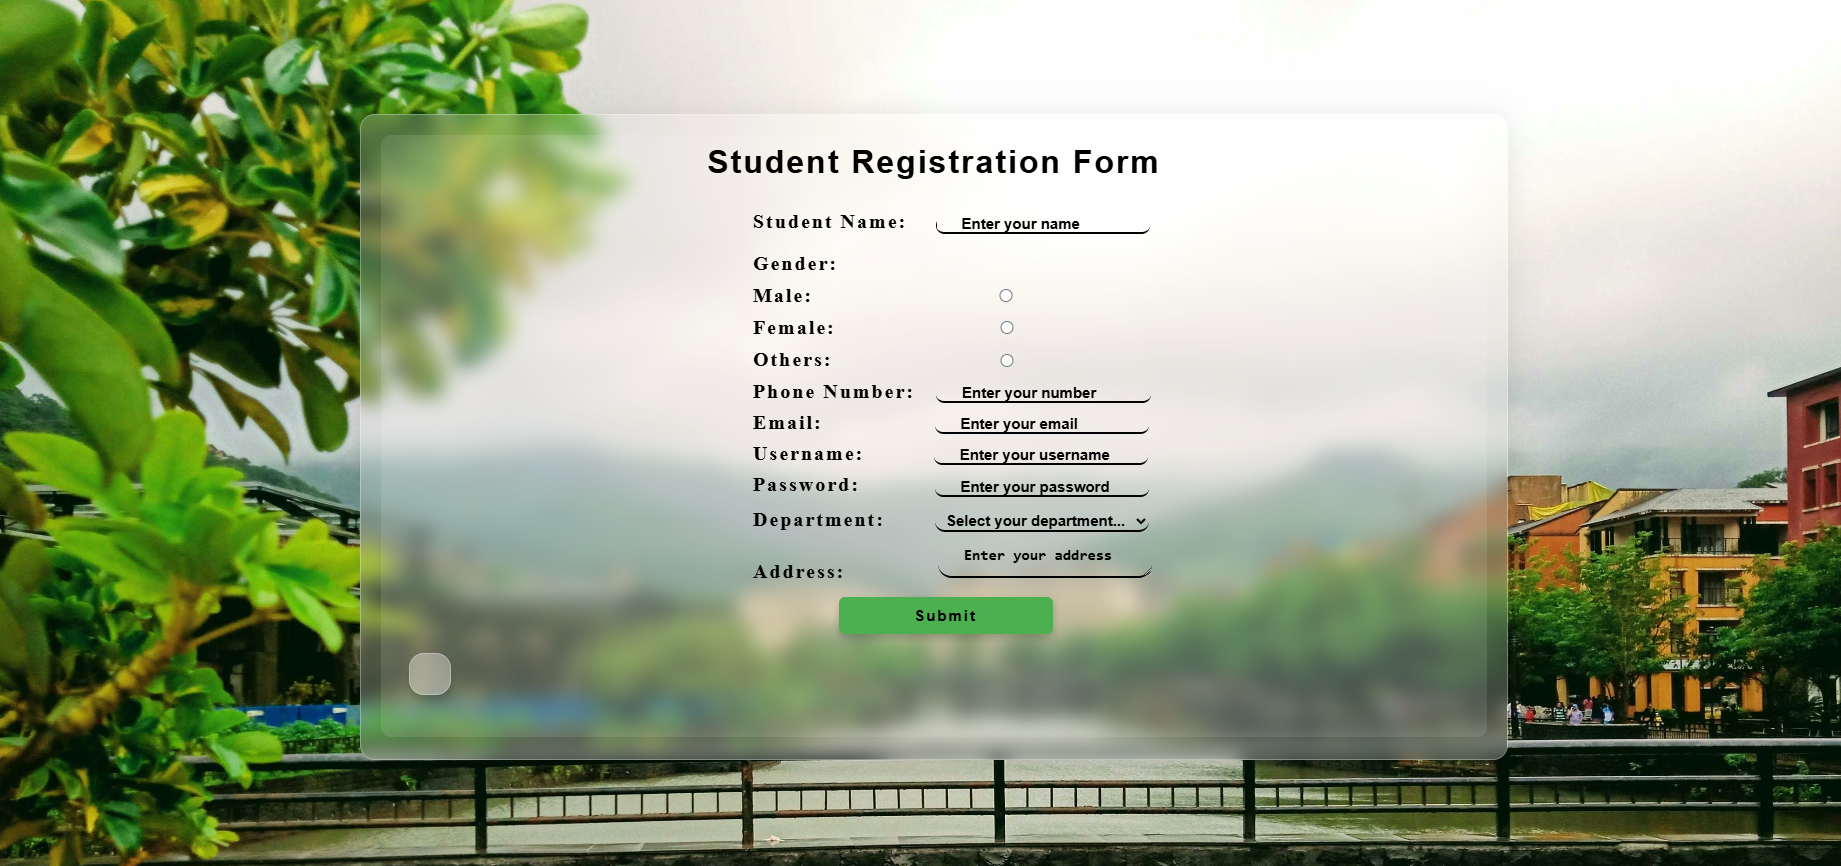 Student Registration Form
Student Name: Enter your name
Gender:
Male:
Female:
Others:
Phone Number: Enter your number
Email: Enter your email
Username: Enter your username
Password: Enter your password
Department: Select your department...
Address: Enter your address
Submit